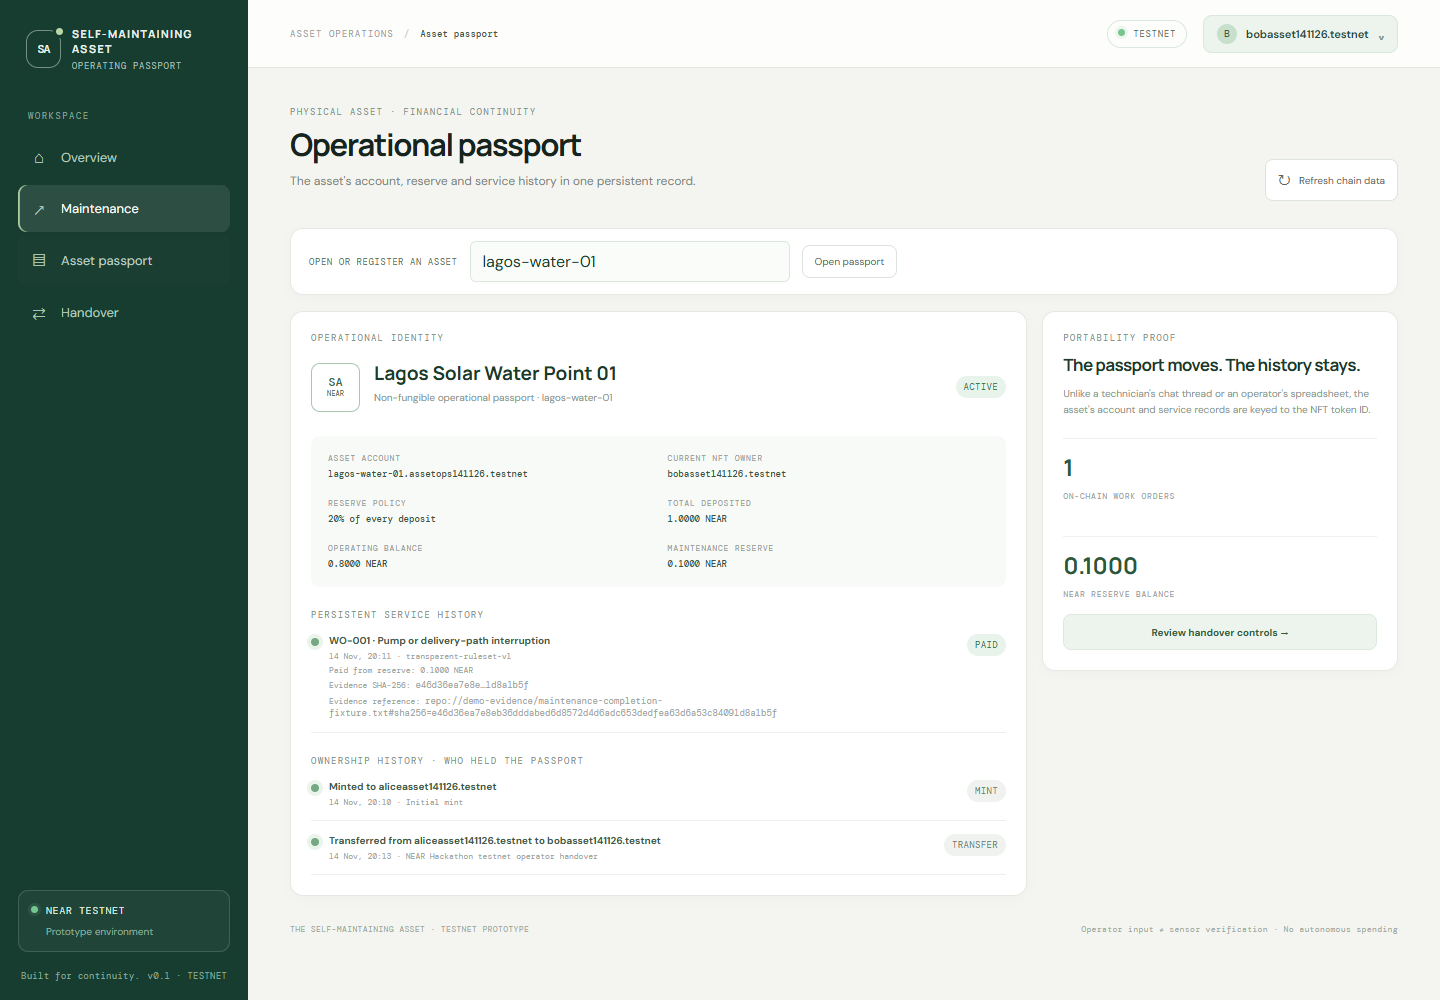 SA
SELF-MAINTAINING
ASSET
OPERATING PASSPORT
WORKSPACE
Overview
Maintenance
Asset passport
Handover
NEAR TESTNET
Prototype environment
Built for continuity. v0.1 · TESTNET
ASSET OPERATIONS / Asset passport
TESTNET
B bobasset141126.testnet v
PHYSICAL ASSET · FINANCIAL CONTINUITY
Operational passport
The asset's account, reserve and service history in one persistent record.
↻ Refresh chain data
OPEN OR REGISTER AN ASSET lagos-water-01 Open passport
OPERATIONAL IDENTITY
SA
NEAR
Lagos Solar Water Point 01
Non-fungible operational passport · lagos-water-01
ACTIVE
ASSET ACCOUNT
lagos-water-01.assetops141126.testnet
CURRENT NFT OWNER
bobasset141126.testnet
RESERVE POLICY
20% of every deposit
TOTAL DEPOSITED
1.0000 NEAR
OPERATING BALANCE
0.8000 NEAR
MAINTENANCE RESERVE
0.1000 NEAR
PERSISTENT SERVICE HISTORY
WO-001 · Pump or delivery-path interruption
PAID
14 Nov, 20:11 · transparent-ruleset-v1
Paid from reserve: 0.1000 NEAR
Evidence SHA-256: e46d36ea7e8e…1d8a1b5f
Evidence reference: repo://demo-evidence/maintenance-completion-
fixture.txt#sha256=e46d36ea7e8eb36dddabed6d8572d4d6adc653dedfea63d6a53c84091d8a1b5f
OWNERSHIP HISTORY · WHO HELD THE PASSPORT
Minted to aliceasset141126.testnet
MINT
14 Nov, 20:10 · Initial mint
Transferred from aliceasset141126.testnet to bobasset141126.testnet
TRANSFER
14 Nov, 20:13 · NEAR Hackathon testnet operator handover
PORTABILITY PROOF
The passport moves. The history stays.
Unlike a technician's chat thread or an operator's spreadsheet, the
asset's account and service records are keyed to the NFT token ID.
1
ON-CHAIN WORK ORDERS
0.1000
NEAR RESERVE BALANCE
Review handover controls →
THE SELF-MAINTAINING ASSET · TESTNET PROTOTYPE
Operator input ≠ sensor verification · No autonomous spending